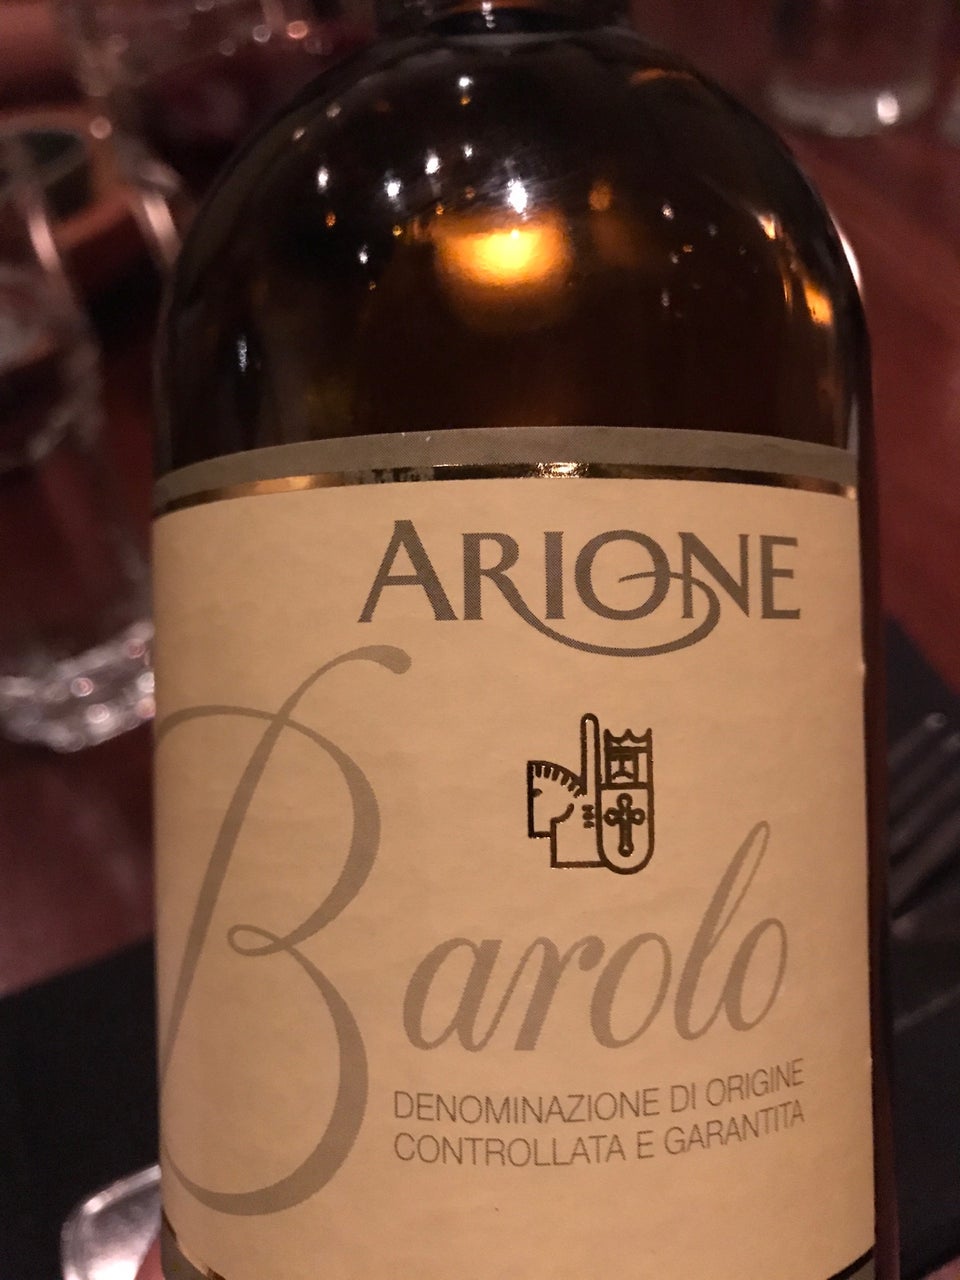 ARIONE
Barolo
DENOMINAZIONE DI ORIGINE
CONTROLLATA E GARANTITA